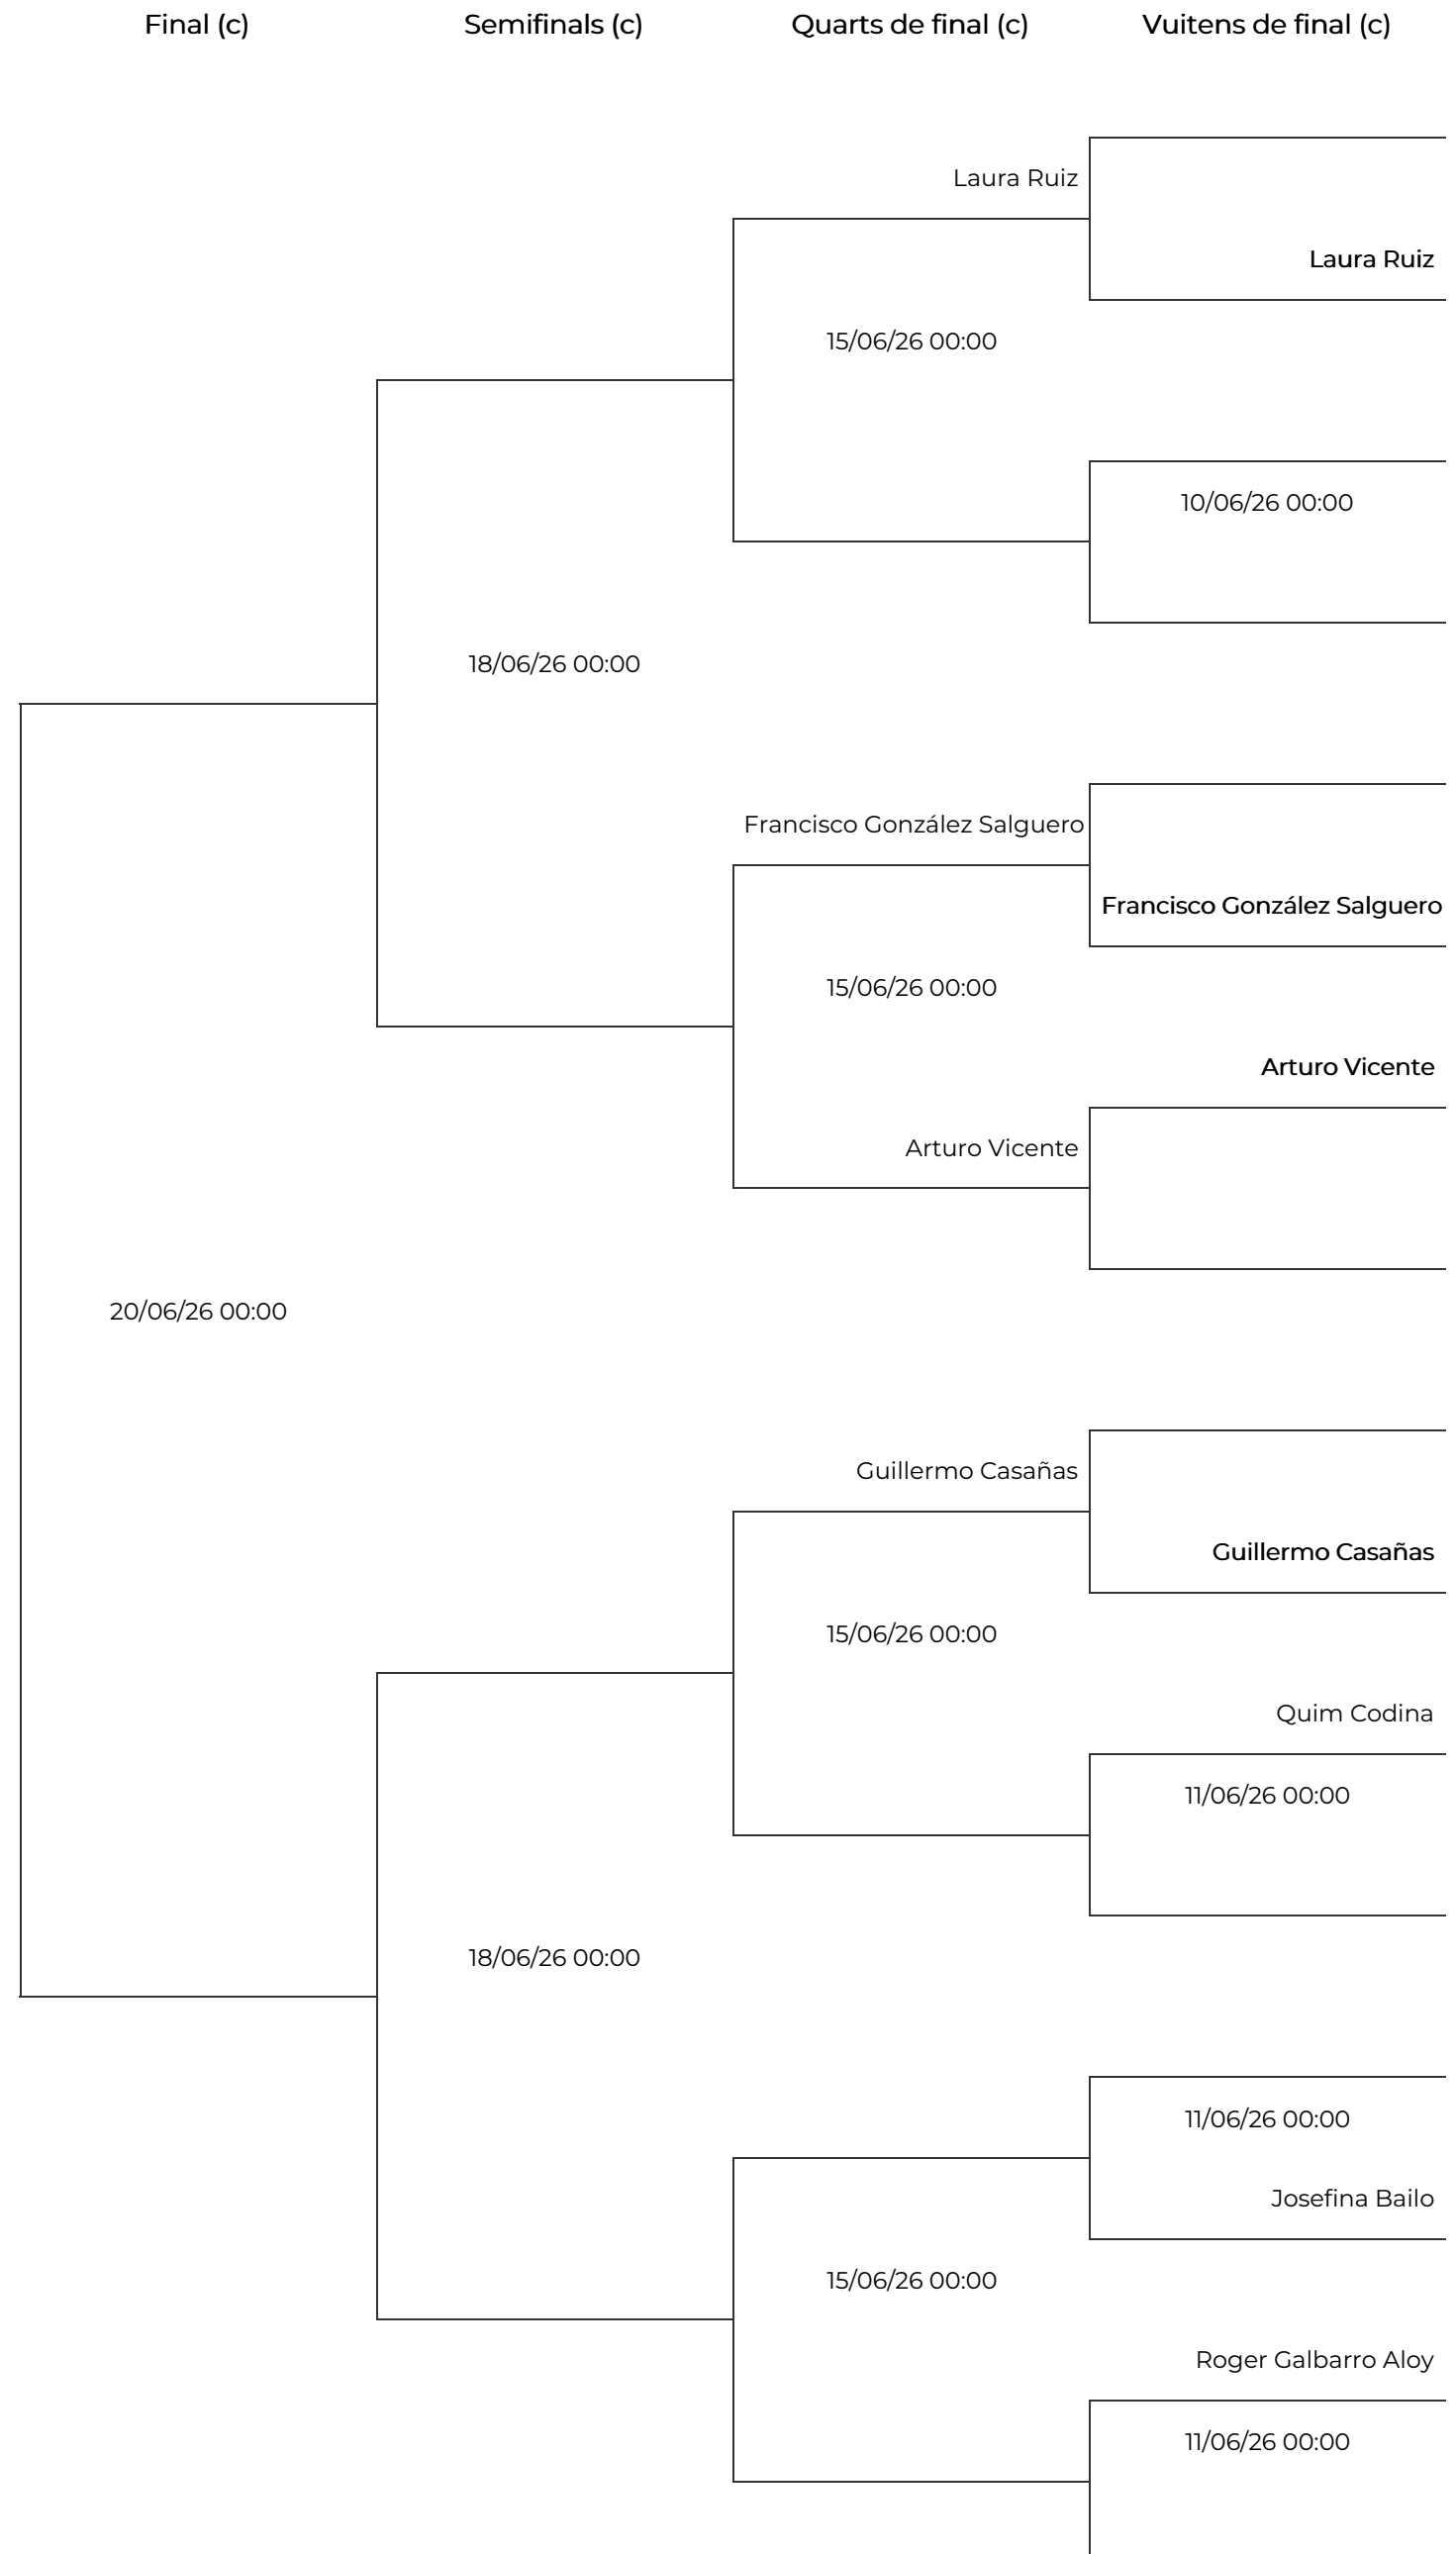 Final (c) Semifinals (c) Quarts de final (c) Vuitens de final (c)
Laura Ruiz
Laura Ruiz
15/06/26 00:00
10/06/26 00:00
18/06/26 00:00
Francisco González Salguero
Francisco González Salguero
15/06/26 00:00
Arturo Vicente
Arturo Vicente
20/06/26 00:00
Guillermo Casañas
Guillermo Casañas
15/06/26 00:00
Quim Codina
11/06/26 00:00
18/06/26 00:00
11/06/26 00:00
Josefina Bailo
15/06/26 00:00
Roger Galbarro Aloy
11/06/26 00:00